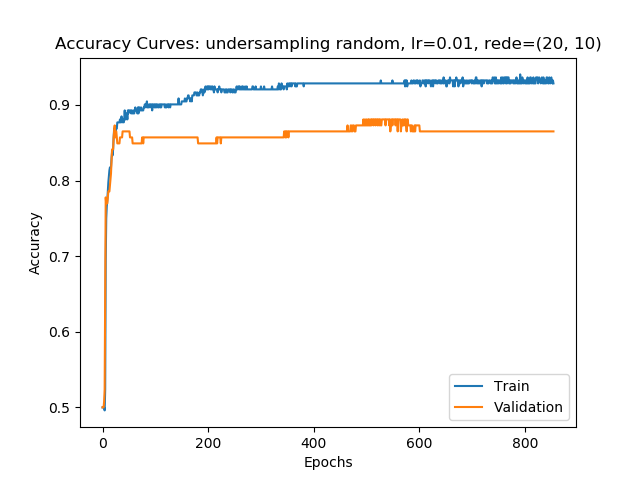 Accuracy Curves: undersampling random, lr=0.01, rede=(20, 10)
Accuracy
0.9
0.8
0.7
0.6
0.5
0
200
400
600
800
Epochs
Train
Validation